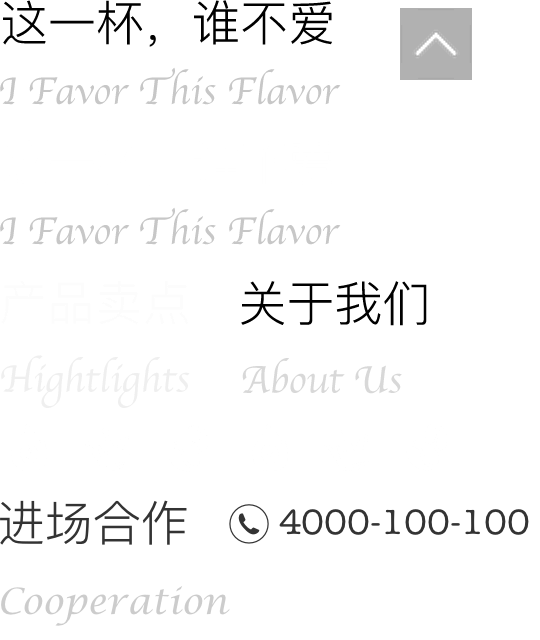 这一杯，谁不爱
I Favor This Flavor
I Favor This Flavor
产品卖点
关于我们
Hightlights
About Us
进场合作
4000-100-100
Cooperation